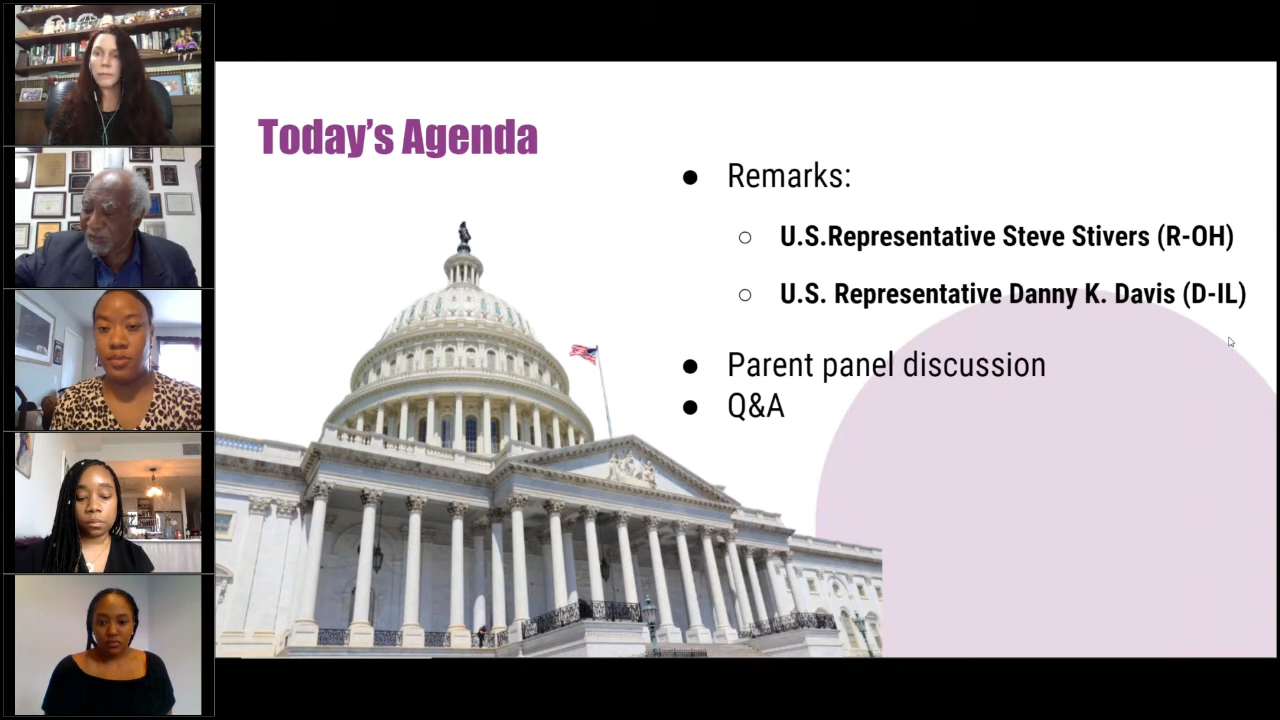 Today's Agenda
● Remarks:
○ U.S.Representative Steve Stivers (R-OH)
○ U.S. Representative Danny K. Davis (D-IL)
● Parent panel discussion
● Q&A